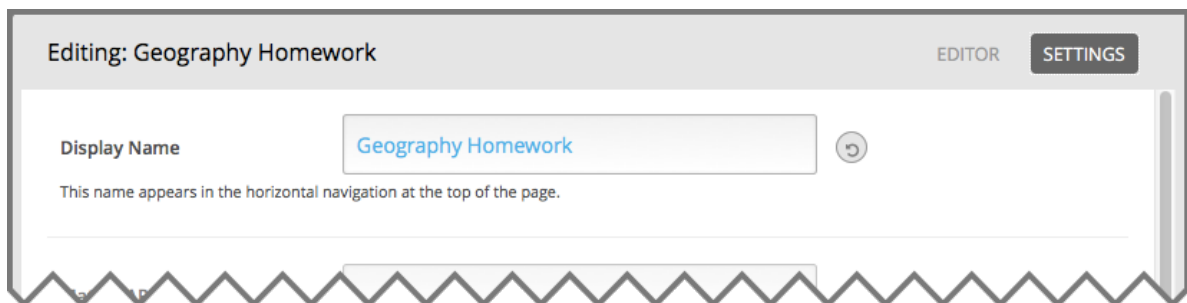 Editing: Geography Homework
EDITOR
SETTINGS
Display Name
Geography Homework
This name appears in the horizontal navigation at the top of the page.